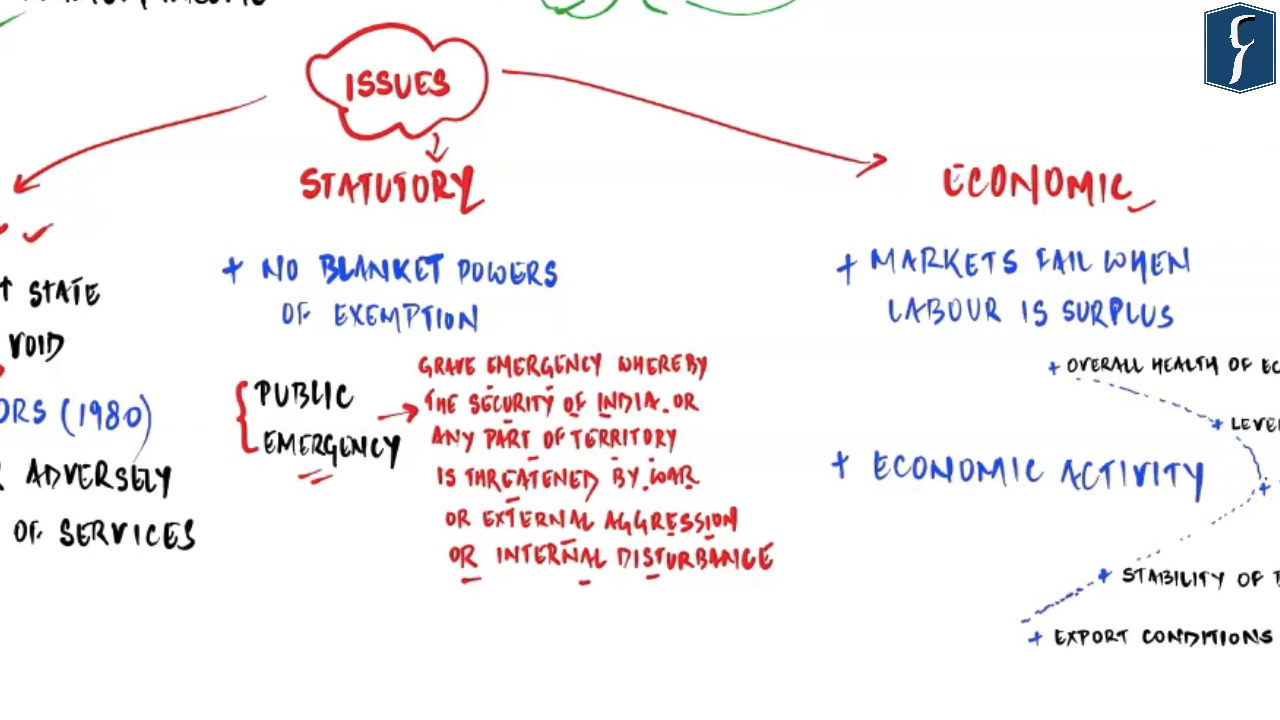 ISSUES
STATUTORY
ECONOMIC
+ NO BLANKET POWERS
OF EXEMPTION
+ MARKETS FAIL WHEN
LABOUR IS SURPLUS
↑ STATE
VOID
ORS (1980)
ADVERSELY
OF SERVICES
PUBLIC
EMERGENCY
GRAVE EMERGENCY WHEREBY
THE SECURITY OF INDIA OR
ANY PART OF TERRITORY
IS THREATENED BY WAR
OR EXTERNAL AGGRESSION
OR INTERNAL DISTURBANCE
+ OVERALL HEALTH OF EC
+ LEVE
+ ECONOMIC ACTIVITY
+ STABILITY OF
+ EXPORT CONDITIONS